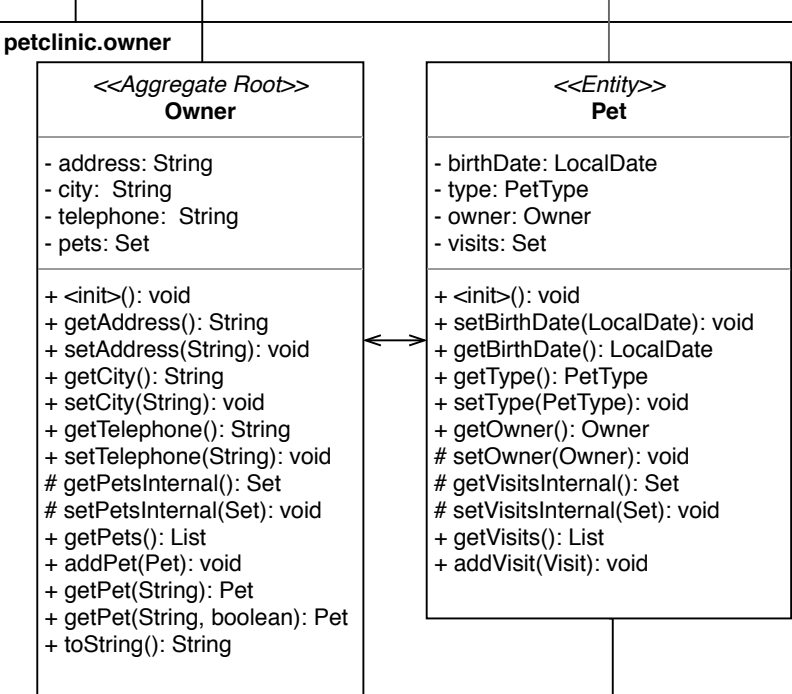 petclinic.owner
<<Aggregate Root>>
Owner
- address: String
- city:  String
- telephone:  String
- pets: Set
+ <init>(): void
+ getAddress(): String
+ setAddress(String): void
+ getCity(): String
+ setCity(String): void
+ getTelephone(): String
+ setTelephone(String): void
# getPetsInternal(): Set
# setPetsInternal(Set): void
+ getPets(): List
+ addPet(Pet): void
+ getPet(String): Pet
+ getPet(String, boolean): Pet
+ toString(): String
<<Entity>>
Pet
- birthDate: LocalDate
- type: PetType
- owner: Owner
- visits: Set
+ <init>(): void
+ setBirthDate(LocalDate): void
+ getBirthDate(): LocalDate
+ getType(): PetType
+ setType(PetType): void
+ getOwner(): Owner
# setOwner(Owner): void
# getVisitsInternal(): Set
# setVisitsInternal(Set): void
+ getVisits(): List
+ addVisit(Visit): void